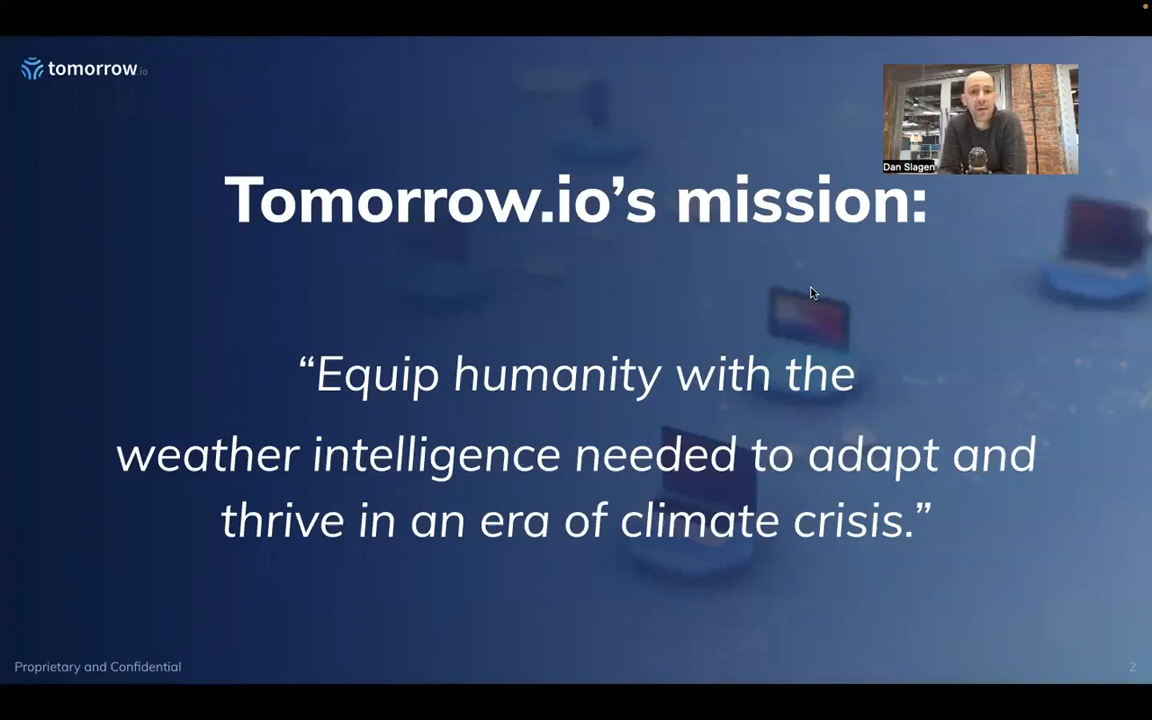 tomorrow.io
Dan Slagen
Tomorrow.io’s mission:
“Equip humanity with the
weather intelligence needed to adapt and
thrive in an era of climate crisis.”
Proprietary and Confidential
2